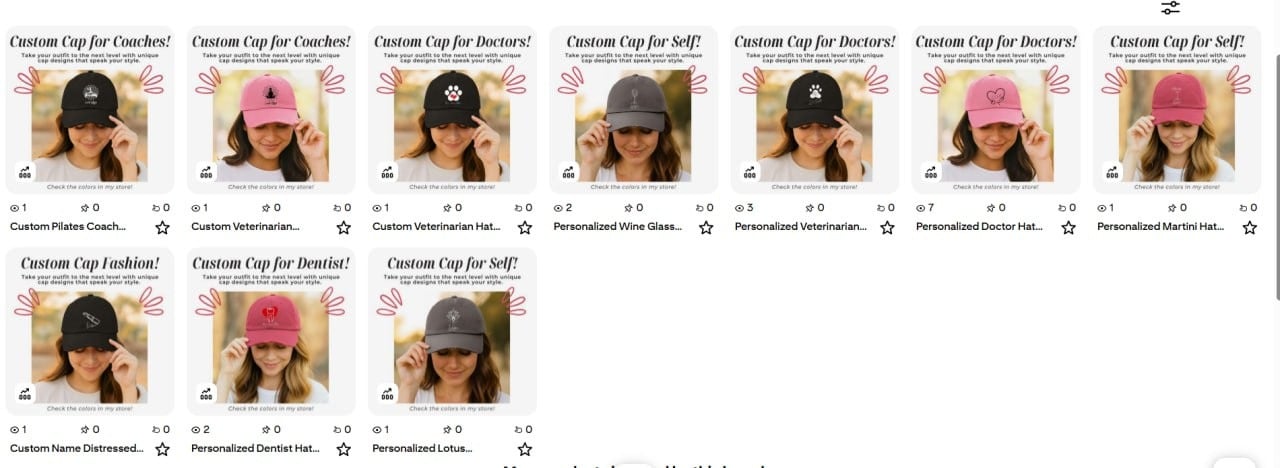 Custom Cap for Coaches!
Take your outfit to the next level with unique
cap designs that speak your style.
Check the colors in my store!
1 0 0
Custom Pilates Coach...
Custom Cap for Coaches!
Take your outfit to the next level with unique
cap designs that speak your style.
Check the colors in my store!
1 0 0
Custom Veterinarian...
Custom Cap for Doctors!
Take your outfit to the next level with unique
cap designs that speak your style.
Check the colors in my store!
1 0 0
Custom Veterinarian Hat...
Custom Cap for Self!
Take your outfit to the next level with unique
cap designs that speak your style.
Check the colors in my store!
2 0 0
Personalized Wine Glass...
Custom Cap for Doctors!
Take your outfit to the next level with unique
cap designs that speak your style.
Check the colors in my store!
3 0 0
Personalized Veterinarian...
Custom Cap for Doctors!
Take your outfit to the next level with unique
cap designs that speak your style.
Check the colors in my store!
7 0 0
Personalized Doctor Hat...
Custom Cap for Self!
Take your outfit to the next level with unique
cap designs that speak your style.
Check the colors in my store!
1 0 0
Personalized Martini Hat...
Custom Cap Fashion!
Take your outfit to the next level with unique
cap designs that speak your style.
Check the colors in my store!
1 0 0
Custom Name Distressed...
Custom Cap for Dentist!
Take your outfit to the next level with unique
cap designs that speak your style.
Check the colors in my store!
2 0 0
Personalized Dentist Hat...
Custom Cap for Self!
Take your outfit to the next level with unique
cap designs that speak your style.
Check the colors in my store!
1 0 0
Personalized Lotus...